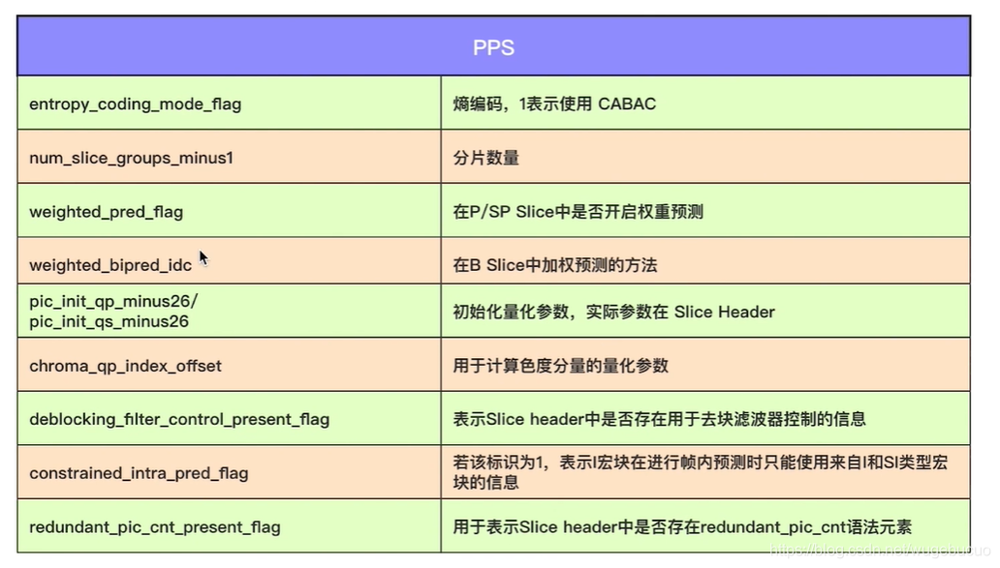 PPS
entropy_coding_mode_flag
熵编码，1表示使用 CABAC
num_slice_groups_minus1
分片数量
weighted_pred_flag
在P/SP Slice中是否开启权重预测
weighted_bipred_idc
在B Slice中加权预测的方法
pic_init_qp_minus26/
pic_init_qs_minus26
初始化量化参数，实际参数在 Slice Header
chroma_qp_index_offset
用于计算色度分量的量化参数
deblocking_filter_control_present_flag
表示Slice header中是否存在用于去块滤波器控制的信息
constrained_intra_pred_flag
若该标识为1，表示I宏块在进行帧内预测时只能使用来自I和SI类型宏
块的信息
redundant_pic_cnt_present_flag
用于表示Slice header中是否存在redundant_pic_cnt语法元素
https://blog.csdn.net/wugebuguo